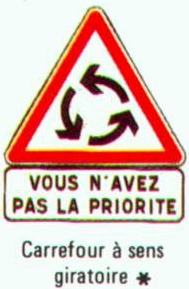 VOUS N'AVEZ
PAS LA PRIORITE
Carrefour à sens
giratoire *